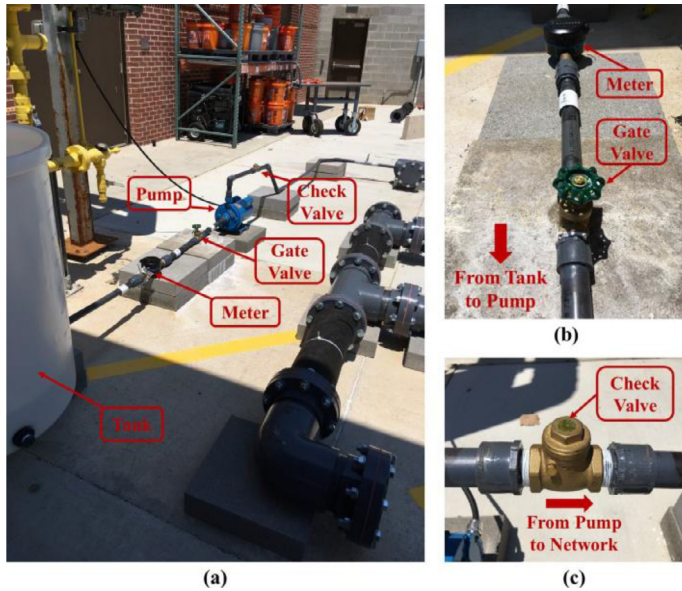 Pump
Check
Valve
Gate
Valve
Meter
Tank
(a)
Meter
Gate
Valve
From Tank
to Pump
(b)
Check
Valve
From Pump
to Network
(c)